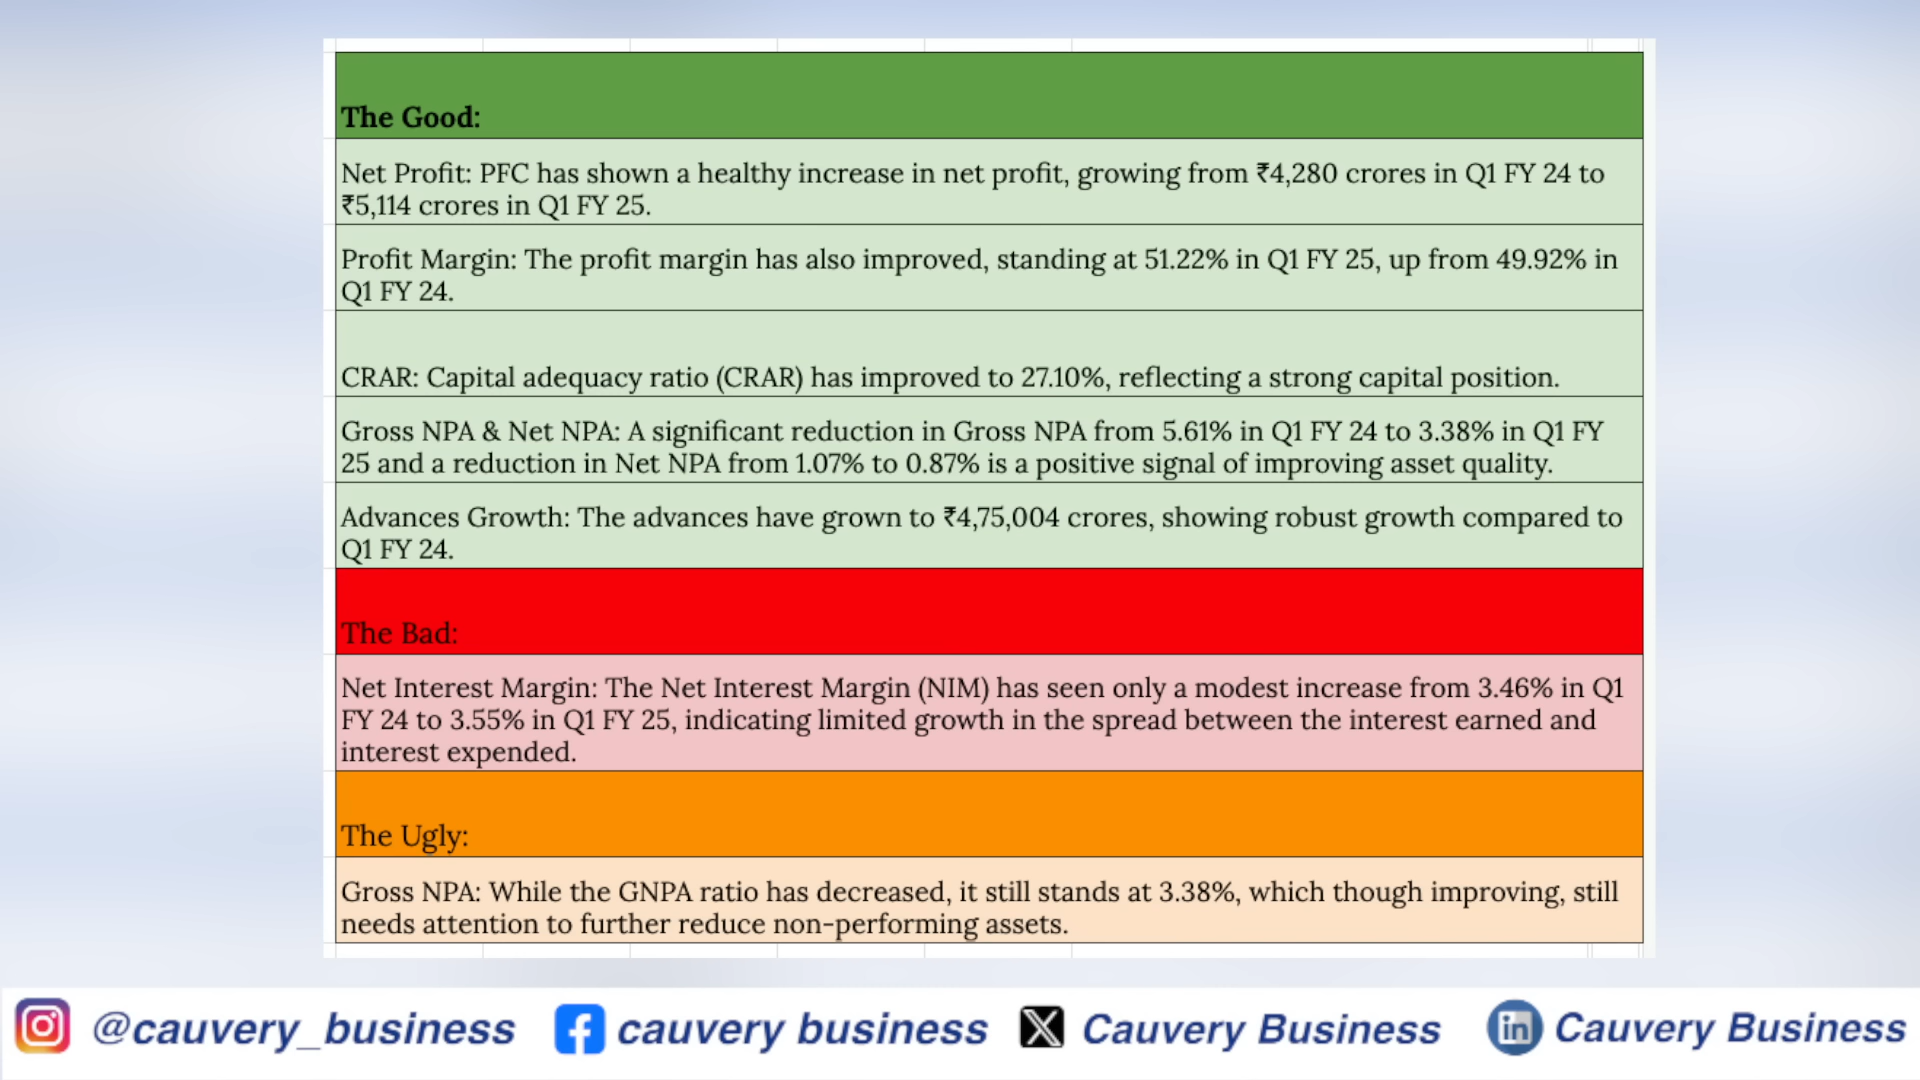 The Good:
Net Profit: PFC has shown a healthy increase in net profit, growing from ₹4,280 crores in Q1 FY 24 to
₹5,114 crores in Q1 FY 25.
Profit Margin: The profit margin has also improved, standing at 51.22% in Q1 FY 25, up from 49.92% in
Q1 FY 24.
CRAR: Capital adequacy ratio (CRAR) has improved to 27.10%, reflecting a strong capital position.
Gross NPA & Net NPA: A significant reduction in Gross NPA from 5.61% in Q1 FY 24 to 3.38% in Q1 FY
25 and a reduction in Net NPA from 1.07% to 0.87% is a positive signal of improving asset quality.
Advances Growth: The advances have grown to ₹4,75,004 crores, showing robust growth compared to
Q1 FY 24.
The Bad:
Net Interest Margin: The Net Interest Margin (NIM) has seen only a modest increase from 3.46% in Q1
FY 24 to 3.55% in Q1 FY 25, indicating limited growth in the spread between the interest earned and
interest expended.
The Ugly:
Gross NPA: While the GNPA ratio has decreased, it still stands at 3.38%, which though improving, still
needs attention to further reduce non-performing assets.
@cauvery_business cauvery business Cauvery Business Cauvery Business